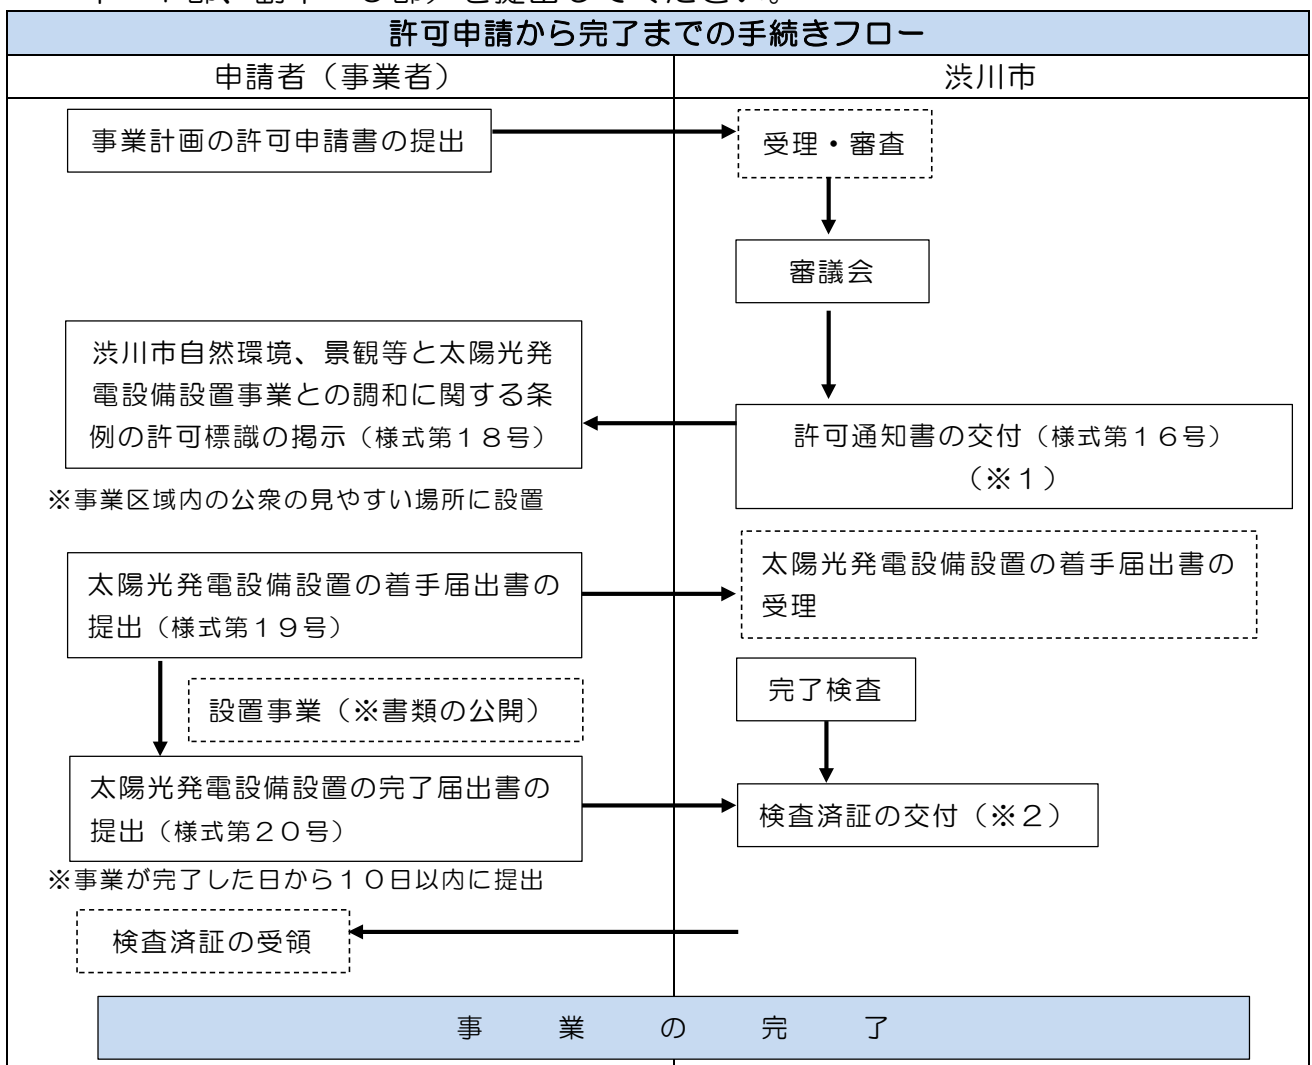 許可申請から完了までの手続きフロー
申請者（事業者）
渋川市
事業計画の許可申請書の提出
受理・審査
審議会
渋川市自然環境、景観等と太陽光発
電設備設置事業との調和に関する条
例の許可標識の掲示（様式第１８号）
許可通知書の交付（様式第１６号）
（※１）
※事業区域内の公衆の見やすい場所に設置
太陽光発電設備設置の着手届出書の
提出（様式第１９号）
太陽光発電設備設置の着手届出書の
受理
設置事業（※書類の公開）
完了検査
太陽光発電設備設置の完了届出書の
提出（様式第２０号）
検査済証の交付（※２）
※事業が完了した日から１０日以内に提出
検査済証の受領
事業の完了